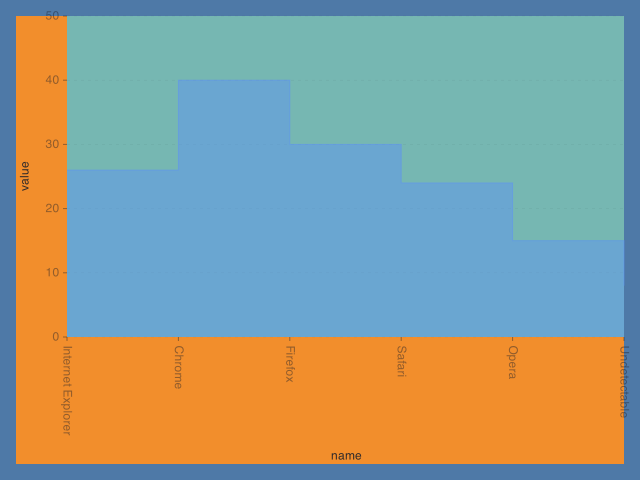 50
40
30
20
10
0
value
Internet Explorer
Chrome
Firefox
Safari
Opera
Undetectable
name